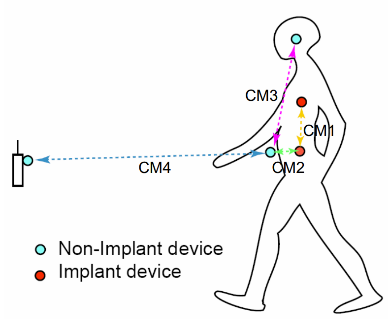 CM3
CM1
CM2
CM4
Non-Implant device
Implant device